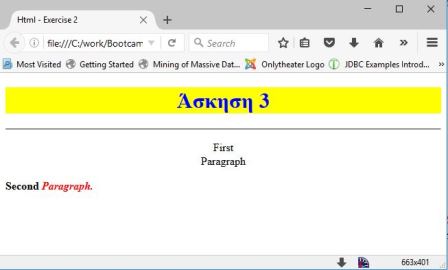 Html - Exercise 2
file:///C:/work/Bootcam
Search
Most Visited Getting Started Mining of Massive Dat... Onlytheater Logo JDBC Examples Introd...
Άσκηση 3
First
Paragraph
Second Paragraph.
663x401